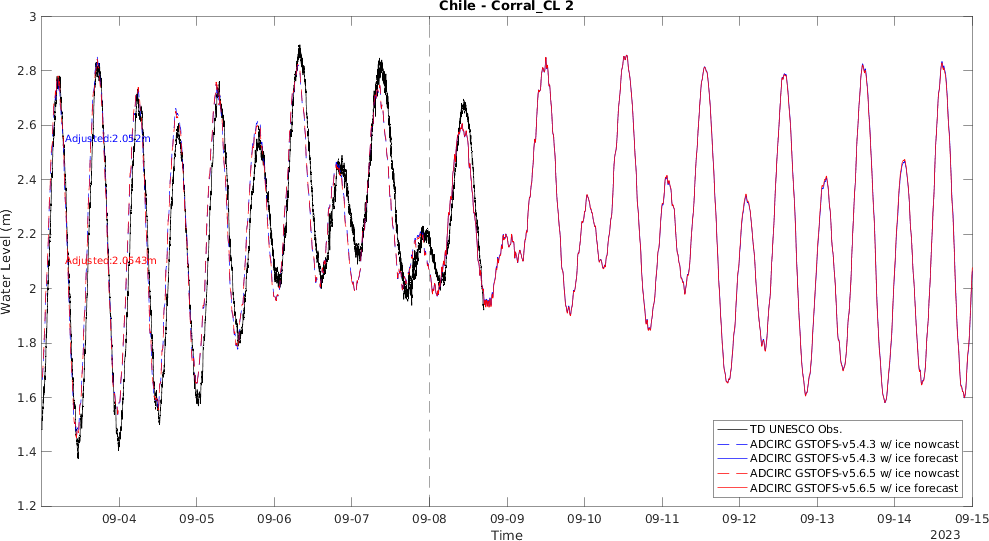 Chile - Corral_CL 2
3
2.8
2.6
2.4
2.2
2
1.8
1.6
1.4
1.2
Water Level (m)
Adjusted:2.052m
Adjusted:2.0543m
TD UNESCO Obs.
ADCIRC GSTOFS-v5.4.3 w/ ice nowcast
ADCIRC GSTOFS-v5.4.3 w/ ice forecast
ADCIRC GSTOFS-v5.6.5 w/ ice nowcast
ADCIRC GSTOFS-v5.6.5 w/ ice forecast
09-04 09-05 09-06 09-07 09-08 09-09 09-10 09-11 09-12 09-13 09-14 09-15
Time
2023